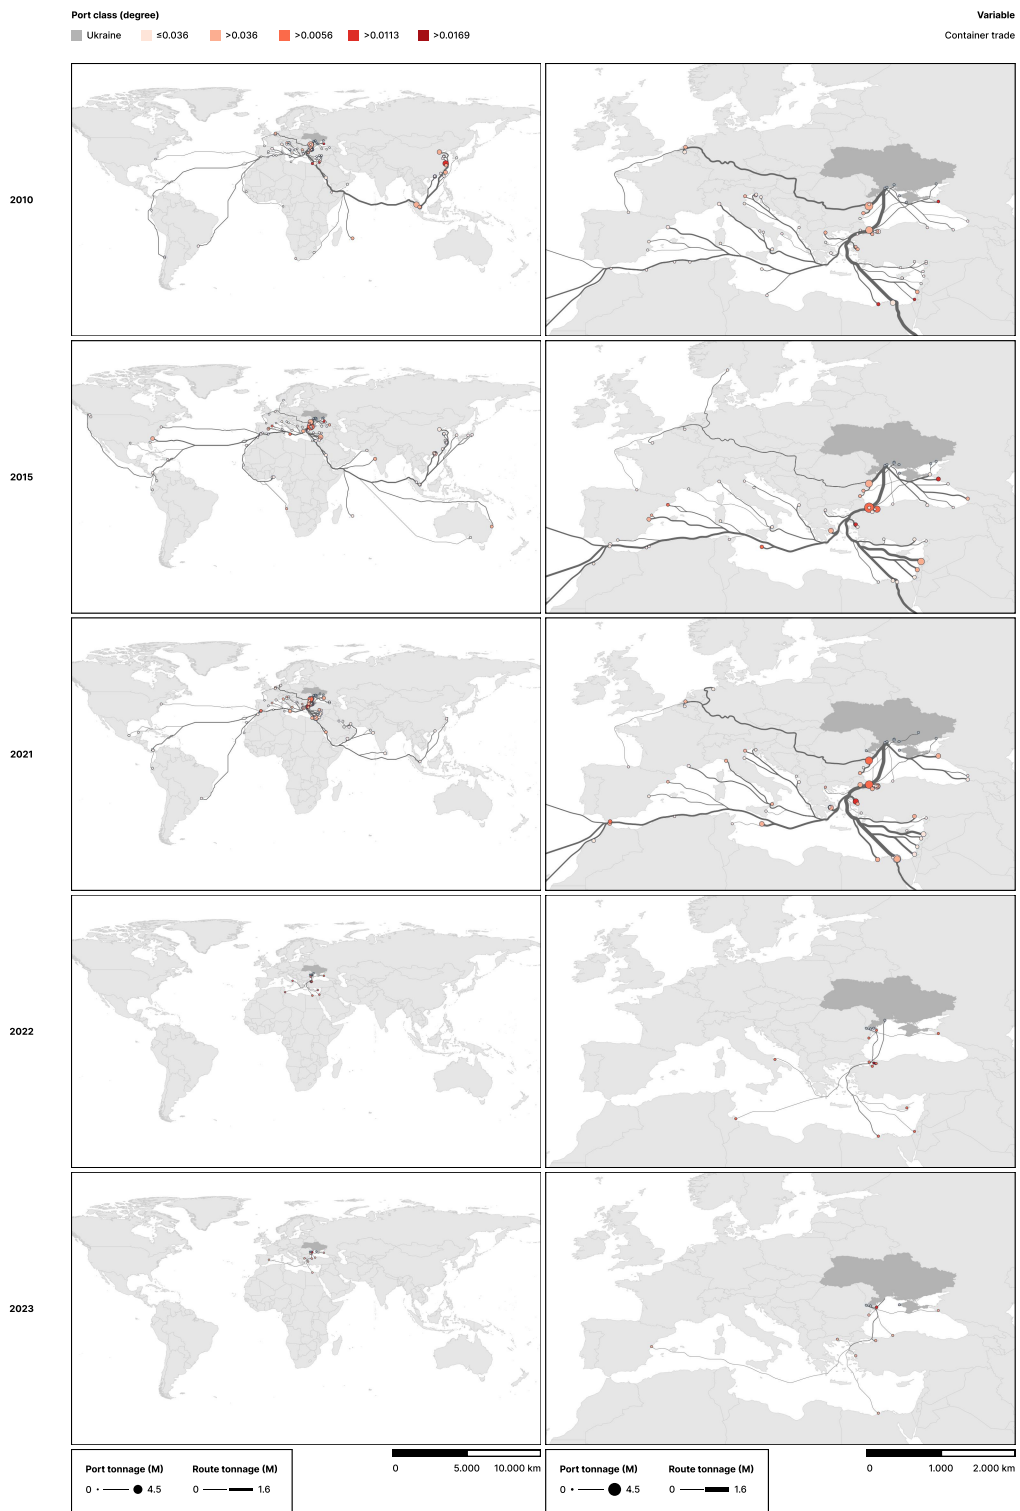 Port class (degree)
Variable
Ukraine ≤0.036 >0.036 >0.0056 >0.0113 >0.0169
Container trade
2010
2015
2021
2022
2023
Port tonnage (M) Route tonnage (M)
0 4.5 0 1.6
0 5.000 10.000 km
Port tonnage (M) Route tonnage (M)
0 4.5 0 1.6
0 1.000 2.000 km